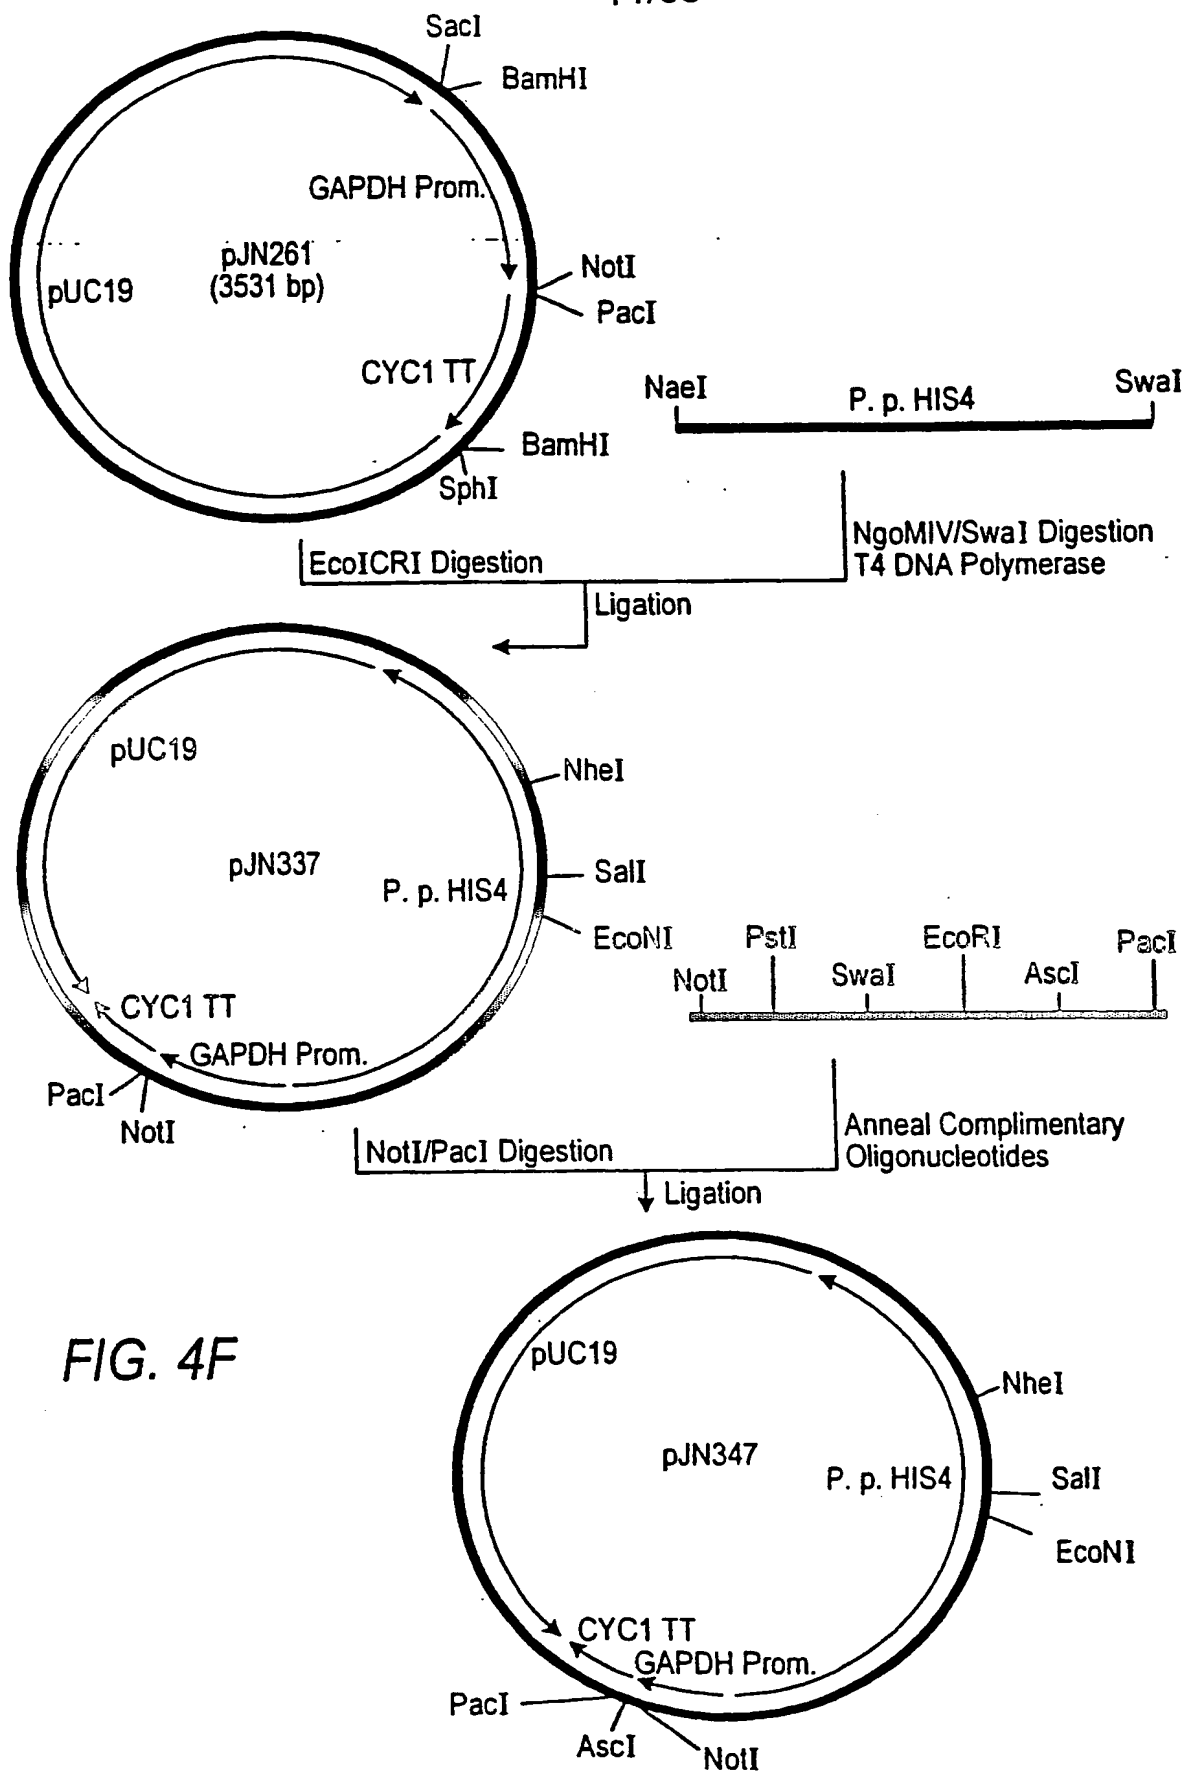 SacI
BamHI
GAPDH Prom.
pJN261
(3531 bp)
pUC19
NotI
PacI
CYC1 TT
BamHI
SphI
NaeI
P. p. HIS4
SwaI
EcoICRI Digestion
NgoMIV/SwaI Digestion
T4 DNA Polymerase
Ligation
pUC19
NheI
pJN337
P. p. HIS4
SalI
EcoNI
CYC1 TT
GAPDH Prom.
PacI
NotI
NotI
PstI
SwaI
EcoRI
AscI
PacI
NotI/PacI Digestion
Anneal Complimentary
Oligonucleotides
Ligation
FIG. 4F
pUC19
NheI
pJN347
P. p. HIS4
SalI
EcoNI
CYC1 TT
GAPDH Prom.
PacI
AscI
NotI